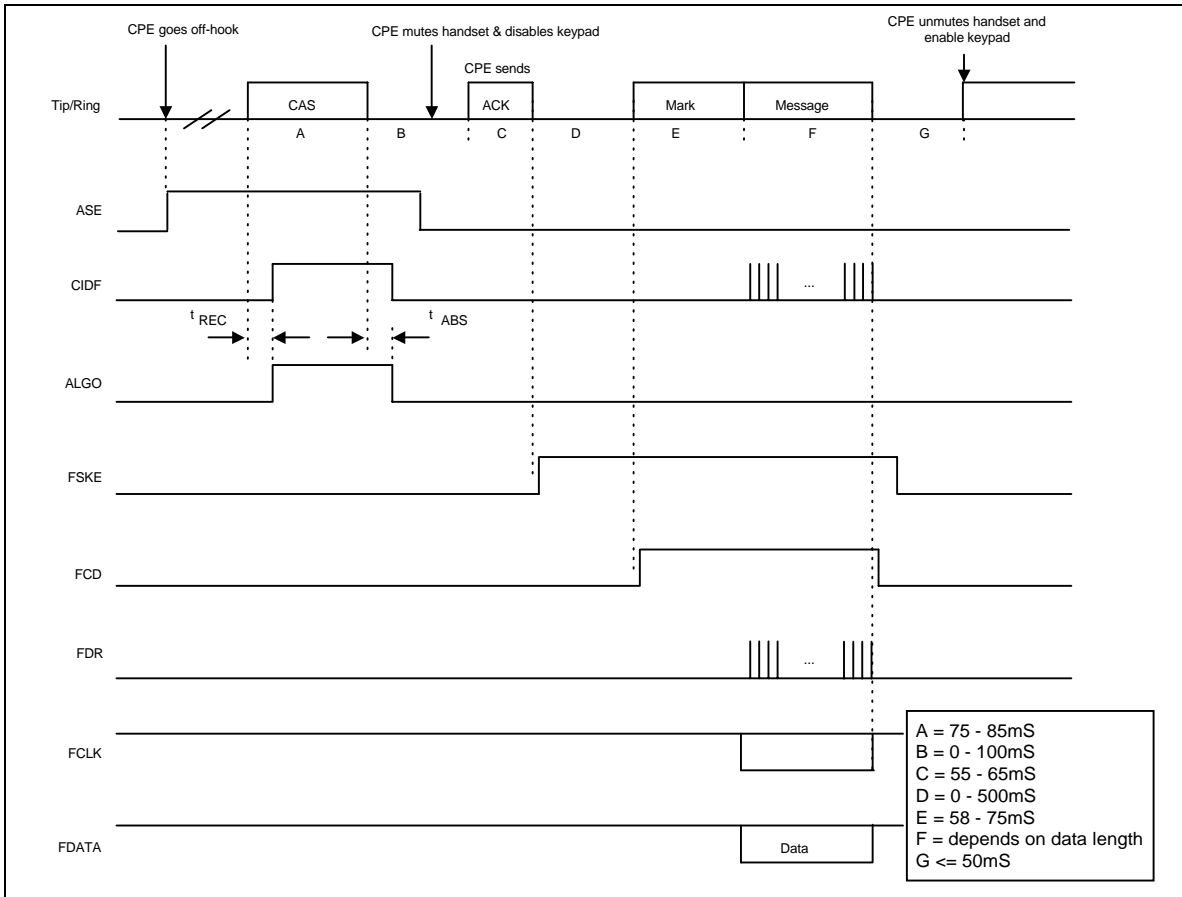 CPE goes off-hook
CPE mutes handset & disables keypad
CPE unmutes handset and
enable keypad
CPE sends
Tip/Ring
CAS
ACK
Mark
Message
A
B
C
D
E
F
G
ASE
CIDF
...
t REC
t ABS
ALGO
FSKE
FCD
FDR
...
FCLK
FDATA
Data
A = 75 - 85mS
B = 0 - 100mS
C = 55 - 65mS
D = 0 - 500mS
E = 58 - 75mS
F = depends on data length
G <= 50mS